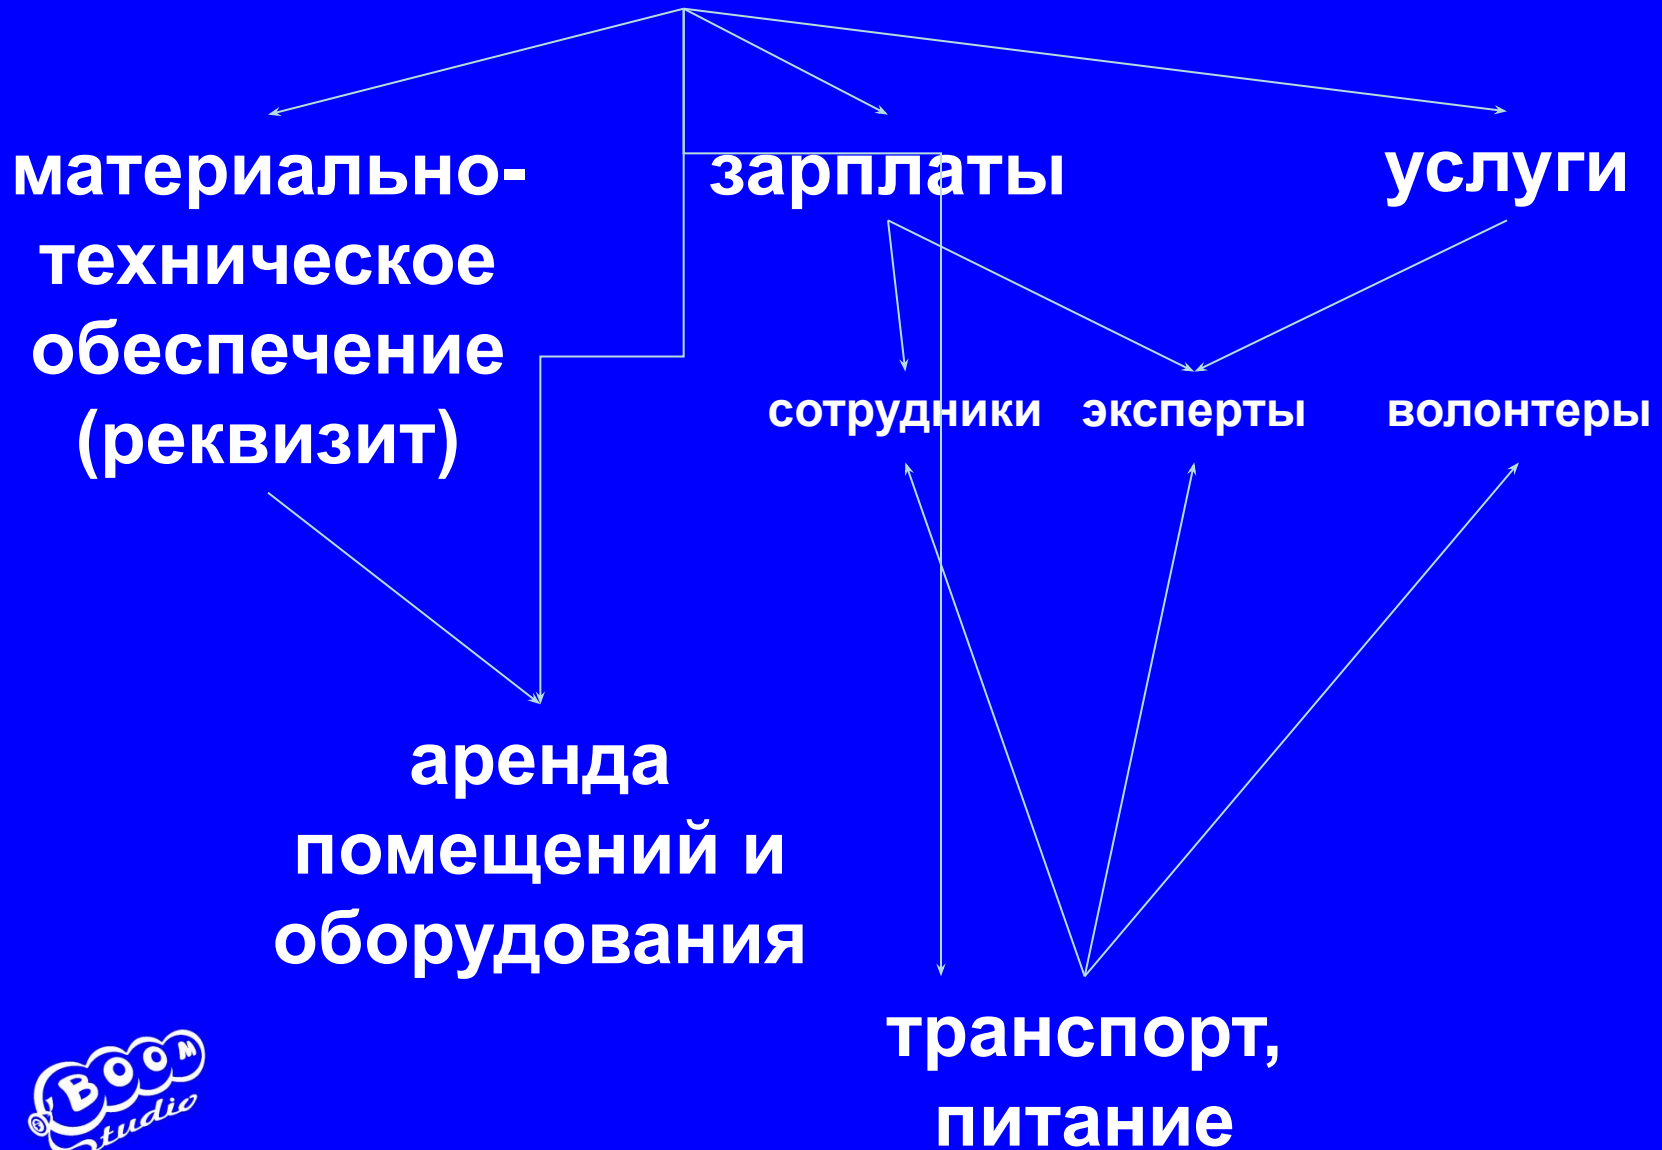 материально-
техническое
обеспечение
(реквизит)
зарплаты
услуги
сотрудники
эксперты
волонтеры
аренда
помещений и
оборудования
транспорт,
питание
BOOM
Studio